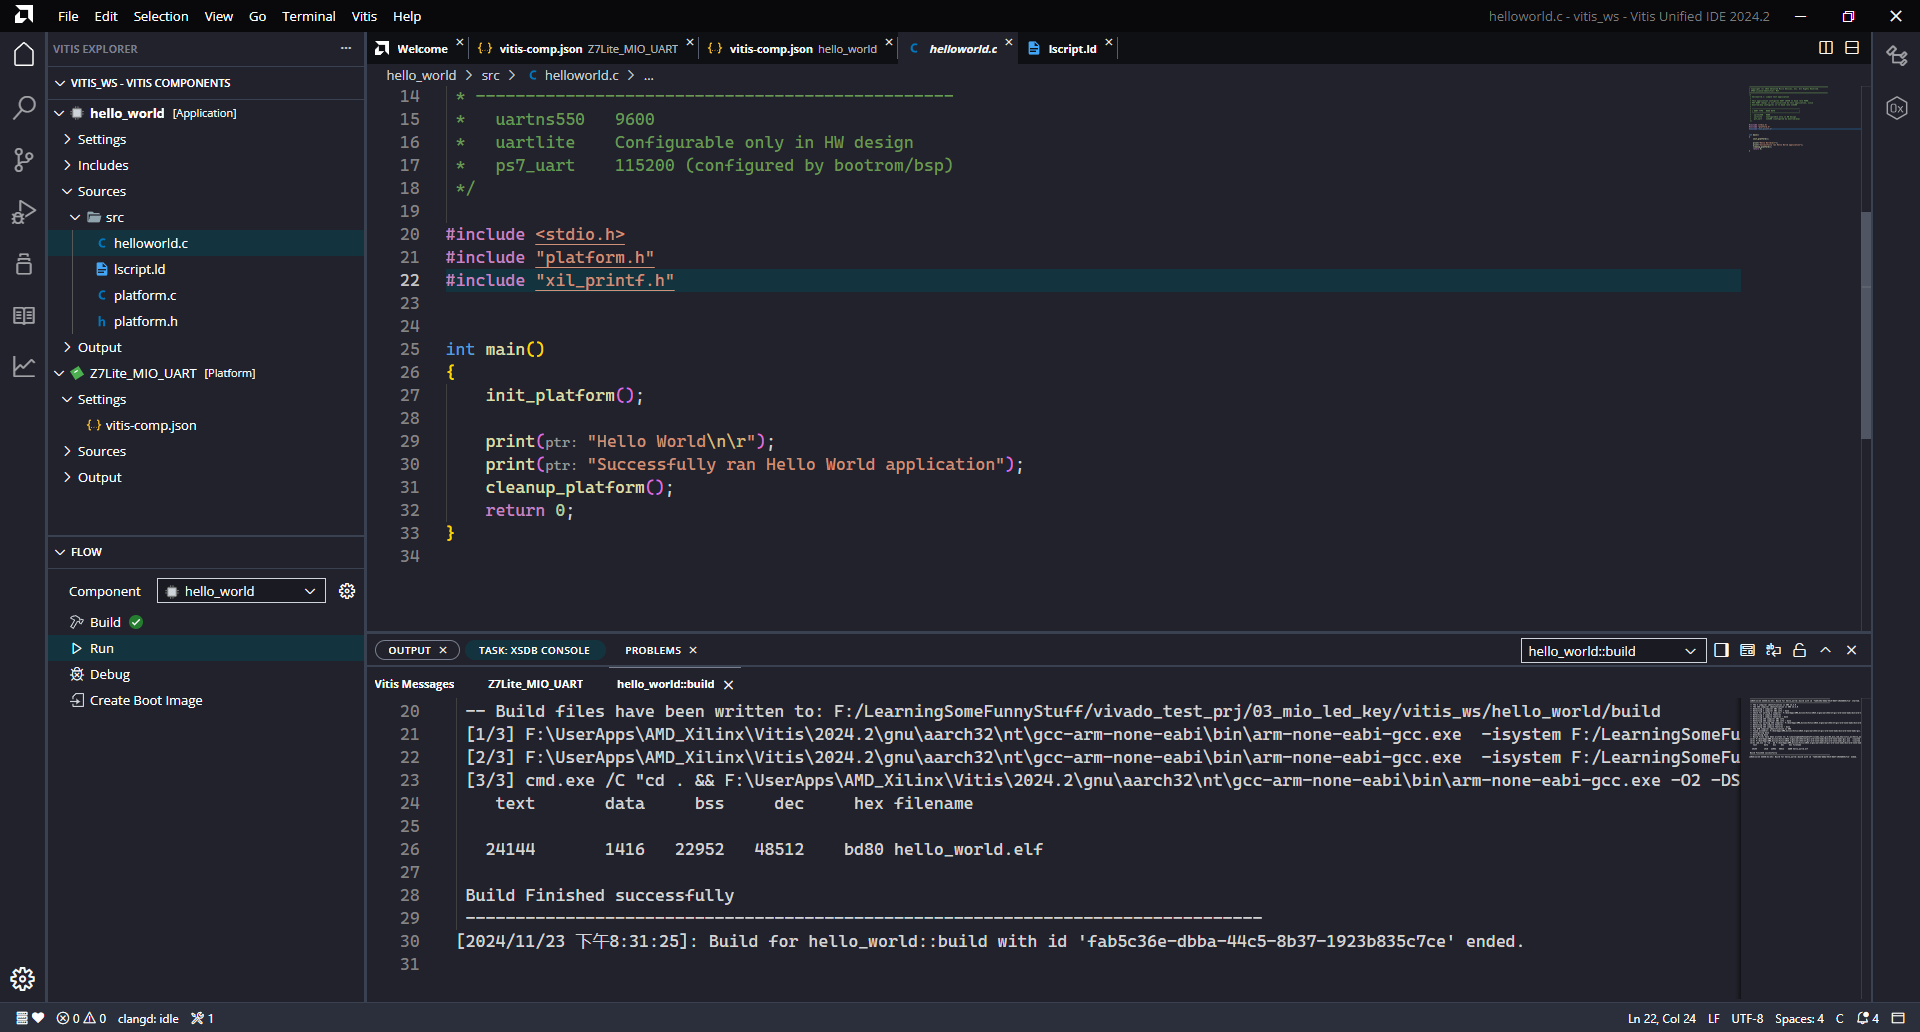 File Edit Selection View Go Terminal Vitis Help
helloworld.c - vitis_ws - Vitis Unified IDE 2024.2
VITIS EXPLORER
VITIS_WS - VITIS COMPONENTS
hello_world [Application]
Settings
Includes
Sources
src
helloworld.c
lscript.ld
platform.c
platform.h
Output
Z7Lite_MIO_UART [Platform]
Settings
vitis-comp.json
Sources
Output
FLOW
Component hello_world
Build
Run
Debug
Create Boot Image
Welcome vitis-comp.json Z7Lite_MIO_UART vitis-comp.json hello_world helloworld.c lscript.ld
hello_world > src > helloworld.c > ...
14 * ------------------------------------------------
15 * uartns550 9600
16 * uartlite Configurable only in HW design
17 * ps7_uart 115200 (configured by bootrom/bsp)
18 */
19
20 #include <stdio.h>
21 #include "platform.h"
22 #include "xil_printf.h"
23
24
25 int main()
26 {
27 init_platform();
28
29 print(ptr: "Hello World\n\r");
30 print(ptr: "Successfully ran Hello World application");
31 cleanup_platform();
32 return 0;
33 }
34
OUTPUT TASK: XSDB CONSOLE PROBLEMS hello_world::build
Vitis Messages Z7Lite_MIO_UART hello_world::build
20 -- Build files have been written to: F:/LearningSomeFunnyStuff/vivado_test_prj/03_mio_led_key/vitis_ws/hello_world/build
21 [1/3] F:\UserApps\AMD_Xilinx\Vitis\2024.2\gnu\aarch32\nt\gcc-arm-none-eabi\bin\arm-none-eabi-gcc.exe -isystem F:/LearningSomeFu
22 [2/3] F:\UserApps\AMD_Xilinx\Vitis\2024.2\gnu\aarch32\nt\gcc-arm-none-eabi\bin\arm-none-eabi-gcc.exe -isystem F:/LearningSomeFu
23 [3/3] cmd.exe /C "cd . && F:\UserApps\AMD_Xilinx\Vitis\2024.2\gnu\aarch32\nt\gcc-arm-none-eabi\bin\arm-none-eabi-gcc.exe -O2 -DS
24 text data bss dec hex filename
25
26 24144 1416 22952 48512 bd80 hello_world.elf
27
28 Build Finished successfully
29 --------------------------------------------------------------------------------
30 [2024/11/23 下午8:31:25]: Build for hello_world::build with id 'fab5c36e-dbba-44c5-8b37-1923b835c7ce' ended.
31
0 0 clangd: idle 1
Ln 22, Col 24 LF UTF-8 Spaces: 4 C 4